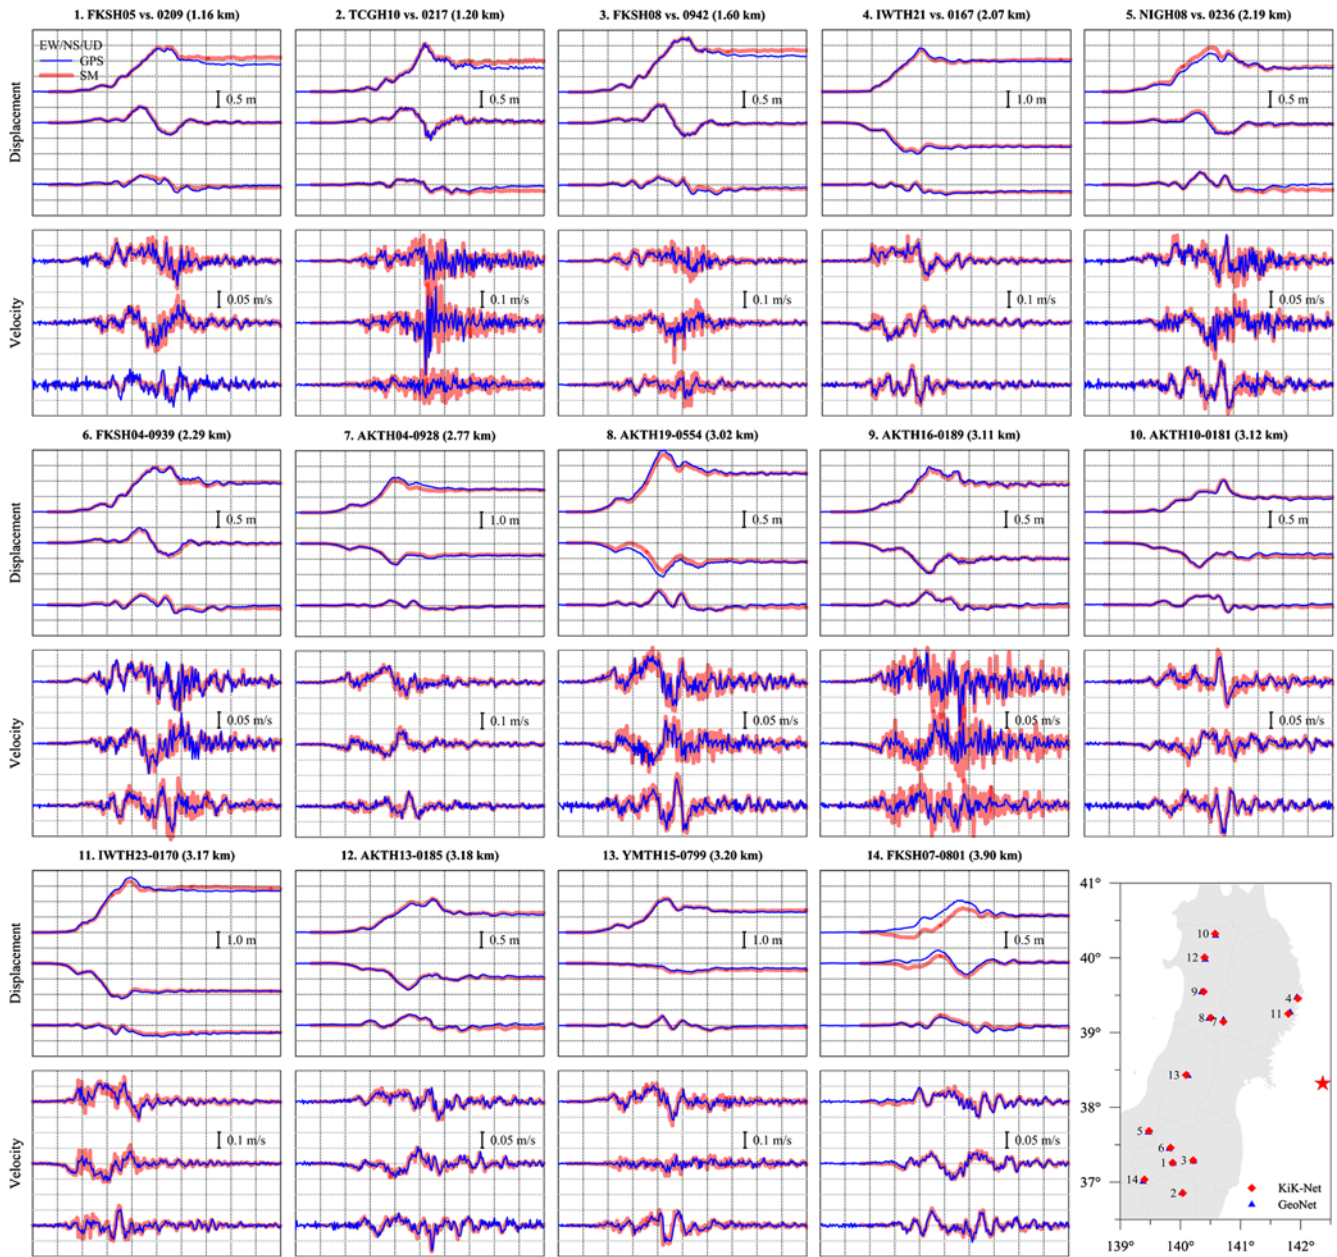 1. FKSH05 vs. 0209 (1.16 km)
2. TCGH10 vs. 0217 (1.20 km)
3. FKSH08 vs. 0942 (1.60 km)
4. IWTH21 vs. 0167 (2.07 km)
5. NIGH08 vs. 0236 (2.19 km)
EW/NS/UD
GPS
SM
Displacement
0.5 m
0.5 m
0.5 m
1.0 m
0.5 m
Velocity
0.05 m/s
0.1 m/s
0.1 m/s
0.1 m/s
0.05 m/s
6. FKSH04-0939 (2.29 km)
7. AKTH04-0928 (2.77 km)
8. AKTH19-0554 (3.02 km)
9. AKTH16-0189 (3.11 km)
10. AKTH10-0181 (3.12 km)
Displacement
0.5 m
1.0 m
0.5 m
0.5 m
0.5 m
Velocity
0.05 m/s
0.1 m/s
0.05 m/s
0.05 m/s
0.05 m/s
11. IWTH23-0170 (3.17 km)
12. AKTH13-0185 (3.18 km)
13. YMTH15-0799 (3.20 km)
14. FKSH07-0801 (3.90 km)
Displacement
1.0 m
0.5 m
1.0 m
0.5 m
Velocity
0.1 m/s
0.05 m/s
0.1 m/s
0.05 m/s
41°
10
40°
12
9
4
11
8
7
39°
13
38°
5
6
1
3
14
37°
2
KiK-Net
GeoNet
139°
140°
141°
142°